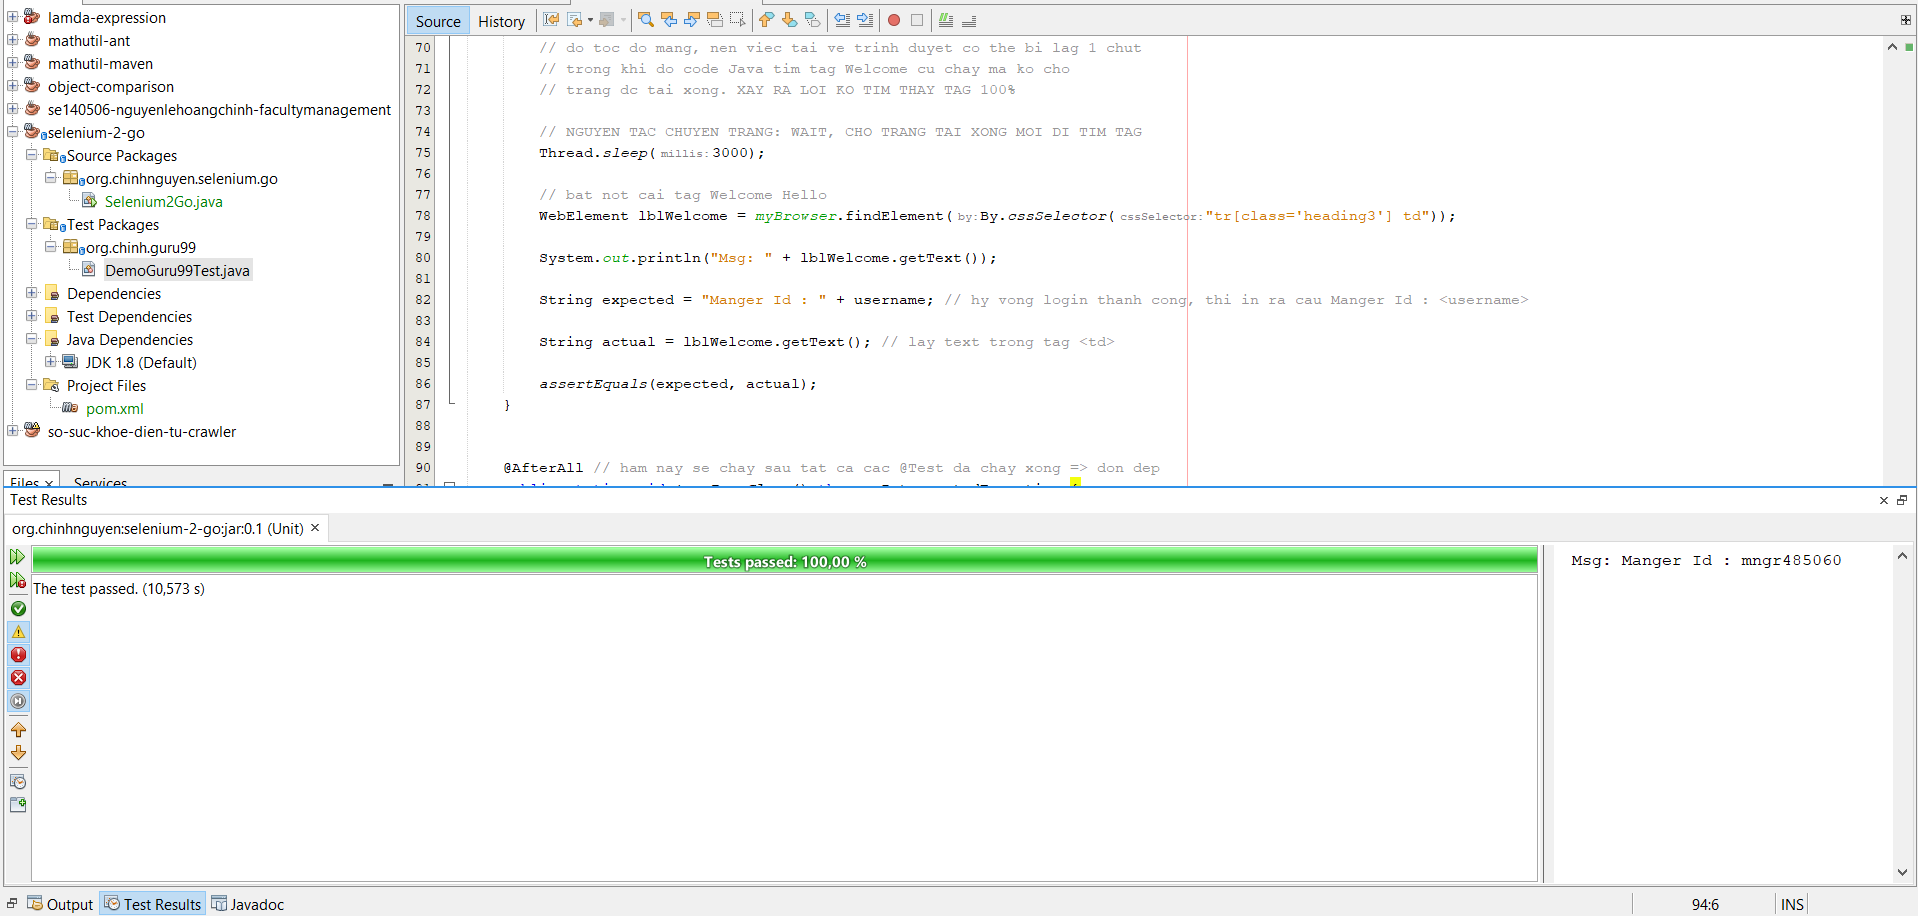 lamda-expression
mathutil-ant
mathutil-maven
object-comparison
se140506-nguyenlehoangchinh-facultymanagement
selenium-2-go
Source Packages
org.chinhnguyen.selenium.go
Selenium2Go.java
Test Packages
org.chinh.guru99
DemoGuru99Test.java
Dependencies
Test Dependencies
Java Dependencies
JDK 1.8 (Default)
Project Files
pom.xml
so-suc-khoe-dien-tu-crawler
Files × Services
Source History
70 // do toc do mang, nen viec tai ve trinh duyet co the bi lag 1 chut
71 // trong khi do code Java tim tag Welcome cu chay ma ko cho
72 // trang dc tai xong. XAY RA LOI KO TIM THAY TAG 100%
73
74 // NGUYEN TAC CHUYEN TRANG: WAIT, CHO TRANG TAI XONG MOI DI TIM TAG
75 Thread.sleep(millis:3000);
76
77 // bat not cai tag Welcome Hello
78 WebElement lblWelcome = myBrowser.findElement(by:By.cssSelector(cssSelector:"tr[class='heading3'] td"));
79
80 System.out.println("Msg: " + lblWelcome.getText());
81
82 String expected = "Manger Id : " + username; // hy vong login thanh cong, thi in ra cau Manger Id : <username>
83
84 String actual = lblWelcome.getText(); // lay text trong tag <td>
85
86 assertEquals(expected, actual);
87 }
88
89
90 @AfterAll // ham nay se chay sau tat ca cac @Test da chay xong => don dep
Test Results
org.chinhnguyen:selenium-2-go:jar:0.1 (Unit) ×
Tests passed: 100,00 %
The test passed. (10,573 s)
Msg: Manger Id : mngr485060
Output Test Results Javadoc
94:6 INS